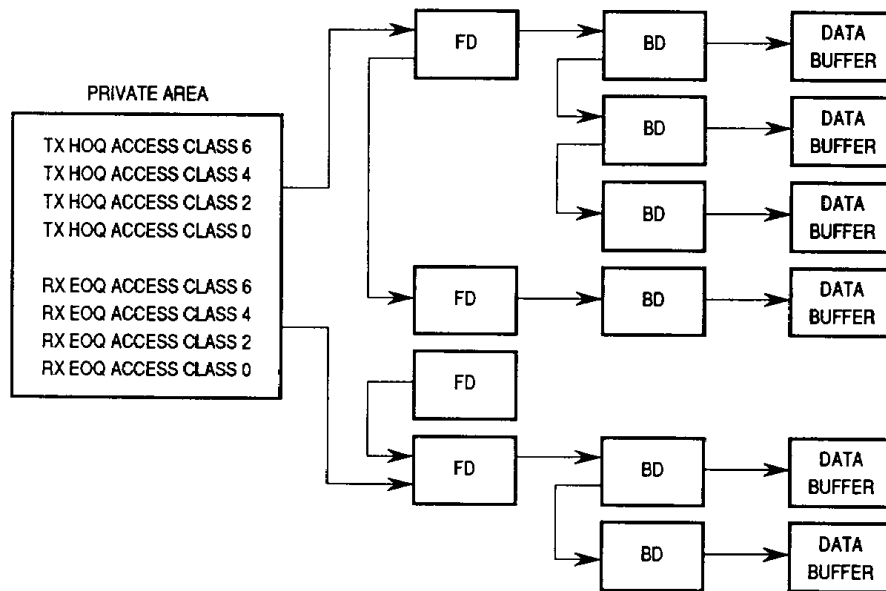 PRIVATE AREA
TX HOQ ACCESS CLASS 6
TX HOQ ACCESS CLASS 4
TX HOQ ACCESS CLASS 2
TX HOQ ACCESS CLASS 0
RX EOQ ACCESS CLASS 6
RX EOQ ACCESS CLASS 4
RX EOQ ACCESS CLASS 2
RX EOQ ACCESS CLASS 0
FD
BD
DATA
BUFFER
BD
DATA
BUFFER
BD
DATA
BUFFER
FD
BD
DATA
BUFFER
FD
FD
BD
DATA
BUFFER
BD
DATA
BUFFER